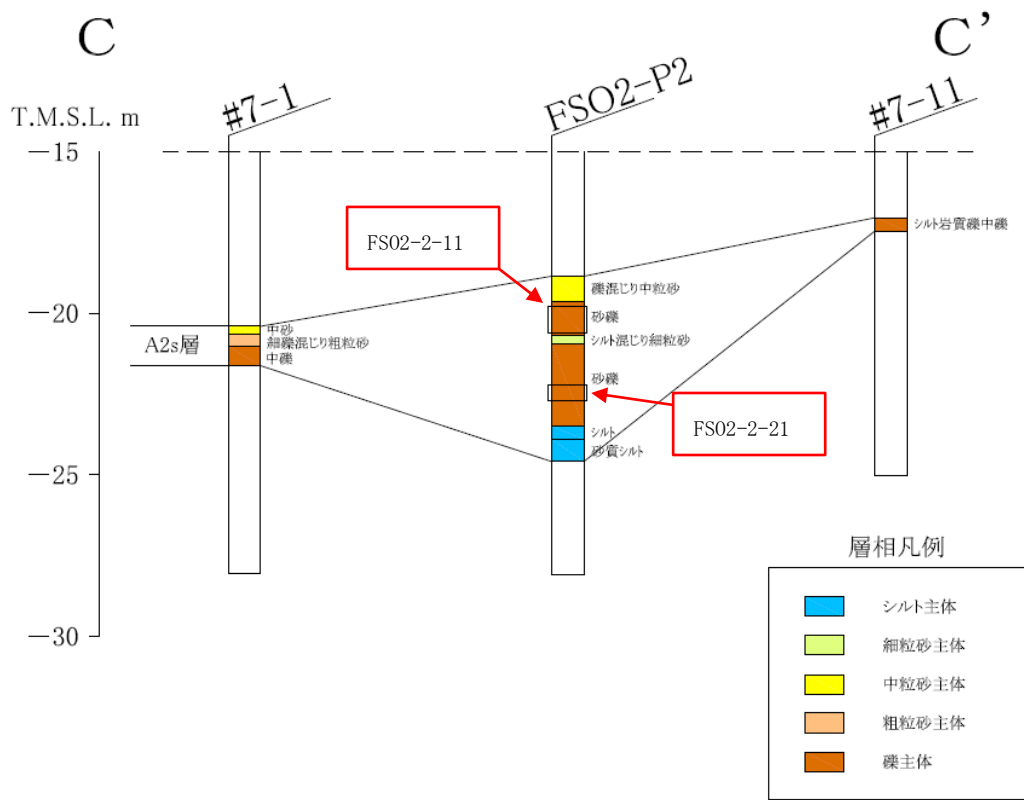 C
C’
#7-1
FSO2-P2
#7-11
T.M.S.L. m
−15
−20
−25
−30
FS02-2-11
FS02-2-21
A2s層
中砂
細礫混じり粗粒砂
中礫
礫混じり中粒砂
砂礫
シルト混じり細粒砂
砂礫
シルト
砂質シルト
シルト岩質礫中礫
層相凡例
シルト主体
細粒砂主体
中粒砂主体
粗粒砂主体
礫主体